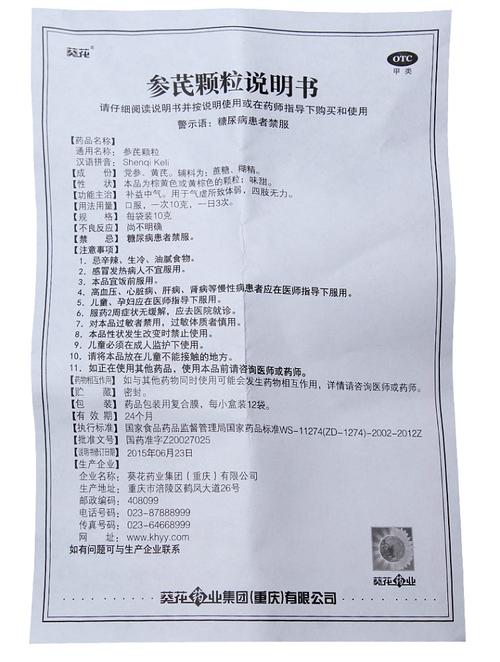 葵花
OTC
甲类
参芪颗粒说明书
请仔细阅读说明书并按说明使用或在药师指导下购买和使用
警示语：糖尿病患者禁服
【药品名称】
通用名称：参芪颗粒
汉语拼音：Shenqi Keli
【成　　份】党参、黄芪。辅料为：蔗糖、糊精。
【性　　状】本品为棕黄色或黄棕色的颗粒；味甜。
【功能主治】补益中气。用于气虚所致体弱，四肢无力。
【用法用量】口服，一次10克，一日3次。
【规　　格】每袋装10克
【不良反应】尚不明确
【禁　　忌】糖尿病患者禁服。
【注意事项】
1．忌辛辣、生冷、油腻食物。
2．感冒发热病人不宜服用。
3．本品宜饭前服用。
4．高血压、心脏病、肝病、肾病等慢性病患者应在医师指导下服用。
5．儿童、孕妇应在医师指导下服用。
6．服药2周症状无缓解，应去医院就诊。
7．对本品过敏者禁用，过敏体质者慎用。
8．本品性状发生改变时禁止使用。
9．儿童必须在成人监护下使用。
10．请将本品放在儿童不能接触的地方。
11．如正在使用其他药品，使用本品前请咨询医师或药师。
【药物相互作用】如与其他药物同时使用可能会发生药物相互作用，详情请咨询医师或药师。
【贮　　藏】密封。
【包　　装】药品包装用复合膜，每小盒装12袋。
【有 效 期】24个月
【执行标准】国家食品药品监督管理局国家药品标准WS-11274(ZD-1274)-2002-2012Z
【批准文号】国药准字Z20027025
【说明书修订日期】2015年06月23日
【生产企业】
企业名称：葵花药业集团（重庆）有限公司
生产地址：重庆市涪陵区鹤凤大道26号
邮政编码：408099
电话号码：023-87888999
传真号码：023-64668999
网　　址：www.khyy.com
如有问题可与生产企业联系
葵花药业
葵花药业集团(重庆)有限公司